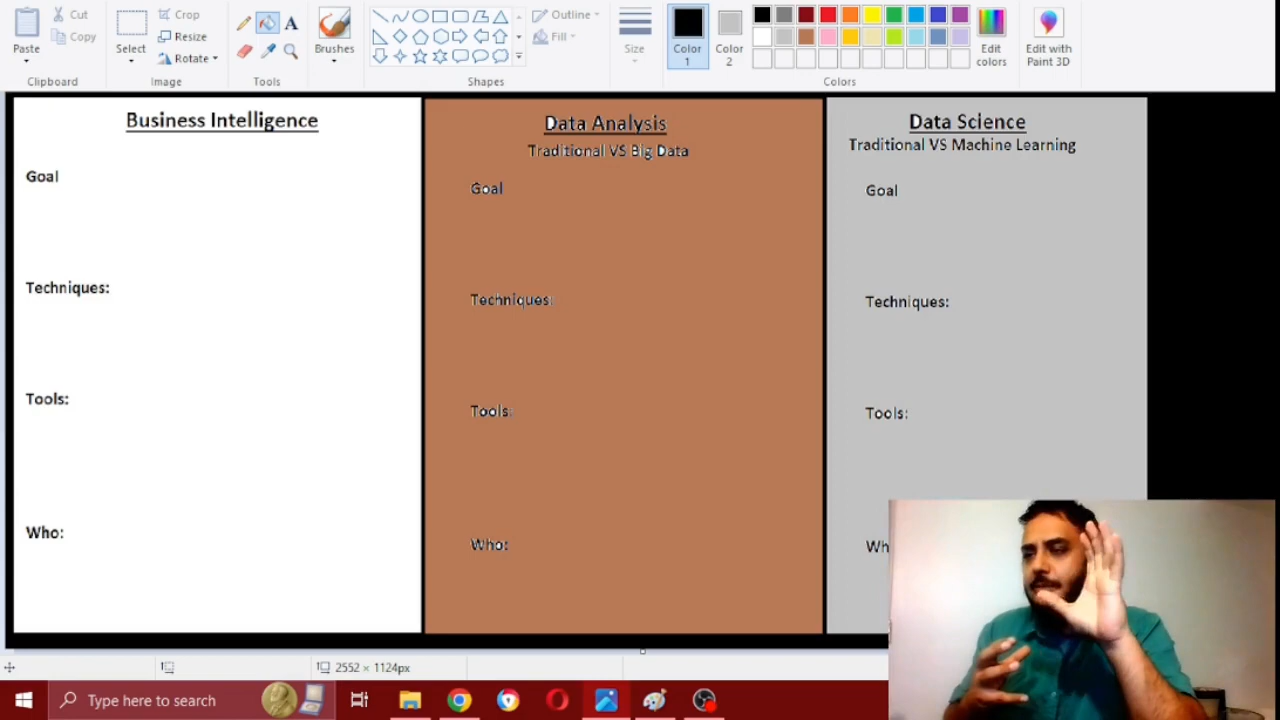 Cut
Copy
Paste
Clipboard
Select
Crop
Resize
Rotate
Image
Tools
Brushes
Shapes
Outline
Fill
Size
Color
1
Color
2
Colors
Edit
colors
Edit with
Paint 3D
Business Intelligence
Goal
Techniques:
Tools:
Who:
Data Analysis
Traditional VS Big Data
Goal
Techniques:
Tools:
Who:
Data Science
Traditional VS Machine Learning
Goal
Techniques:
Tools:
Wh
2552 × 1124px
Type here to search